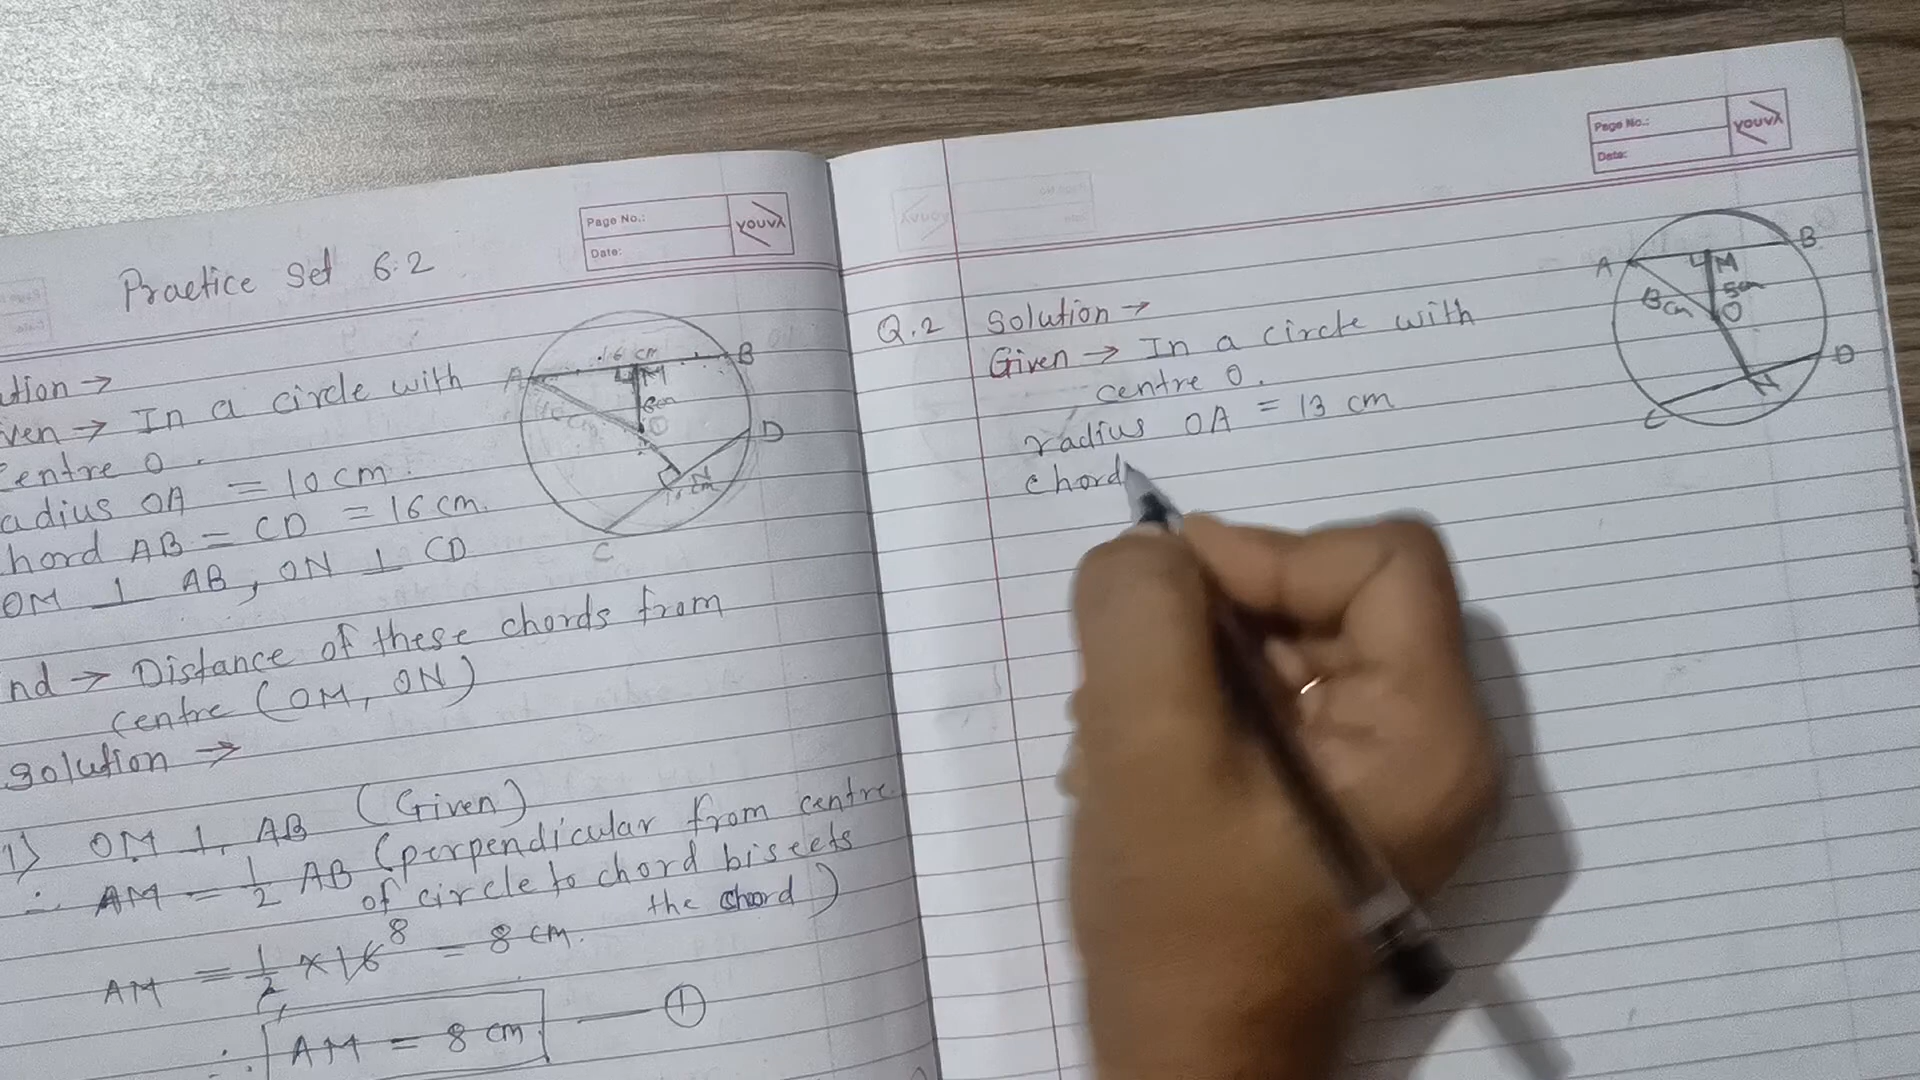 Page No.:
Date:
YOUVA
Practice Set 6.2
ution →
ven → In a circle with
centre O.
adius OA = 10 cm.
hord AB = CD = 16 cm.
OM ⊥ AB, ON ⊥ CD
nd → Distance of these chords from
centre (OM, ON)
solution →
1) OM ⊥ AB (Given)
∴ AM = 1/2 AB (perpendicular from centre
of circle to chord bisects
the chord)
AM = 1/2 × 16 8 = 8 cm.
∴ AM = 8 cm — 1
A
16 cm
B
M
D
N
C
Page No.:
Date:
YOUVA
Q.2 Solution →
Given → In a circle with
centre O.
radius OA = 13 cm
chord
A
B
M
5cm
O
D
N
C